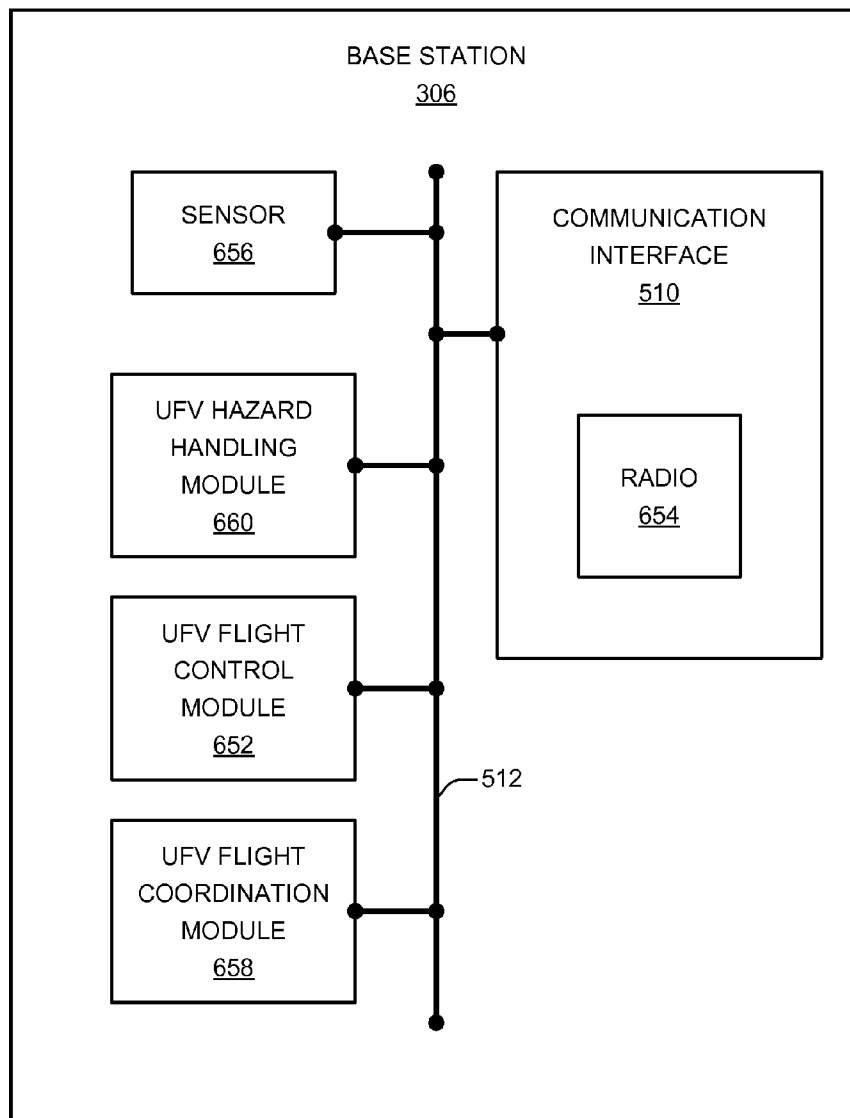 BASE STATION
306
SENSOR
656
COMMUNICATION
INTERFACE
510
UFV HAZARD
HANDLING
MODULE
660
RADIO
654
UFV FLIGHT
CONTROL
MODULE
652
512
UFV FLIGHT
COORDINATION
MODULE
658